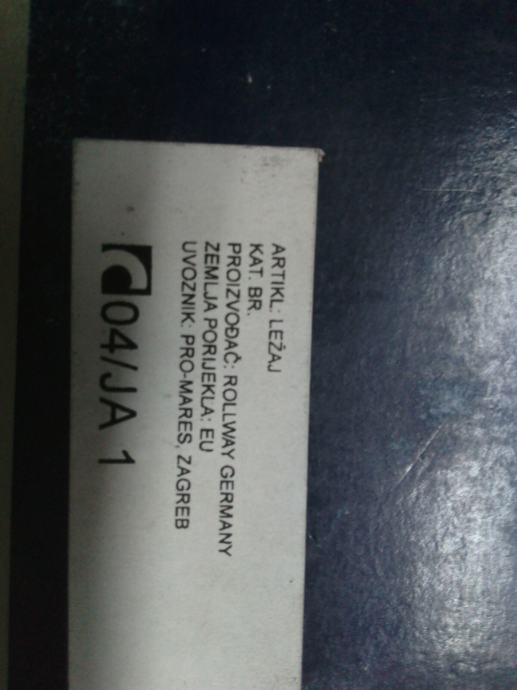 ARTIKL: LEŽAJ
KAT. BR.
PROIZVOĐAČ: ROLLWAY GERMANY
ZEMLJA PORIJEKLA: EU
UVOZNIK: PRO-MARES, ZAGREB
04/JA 1